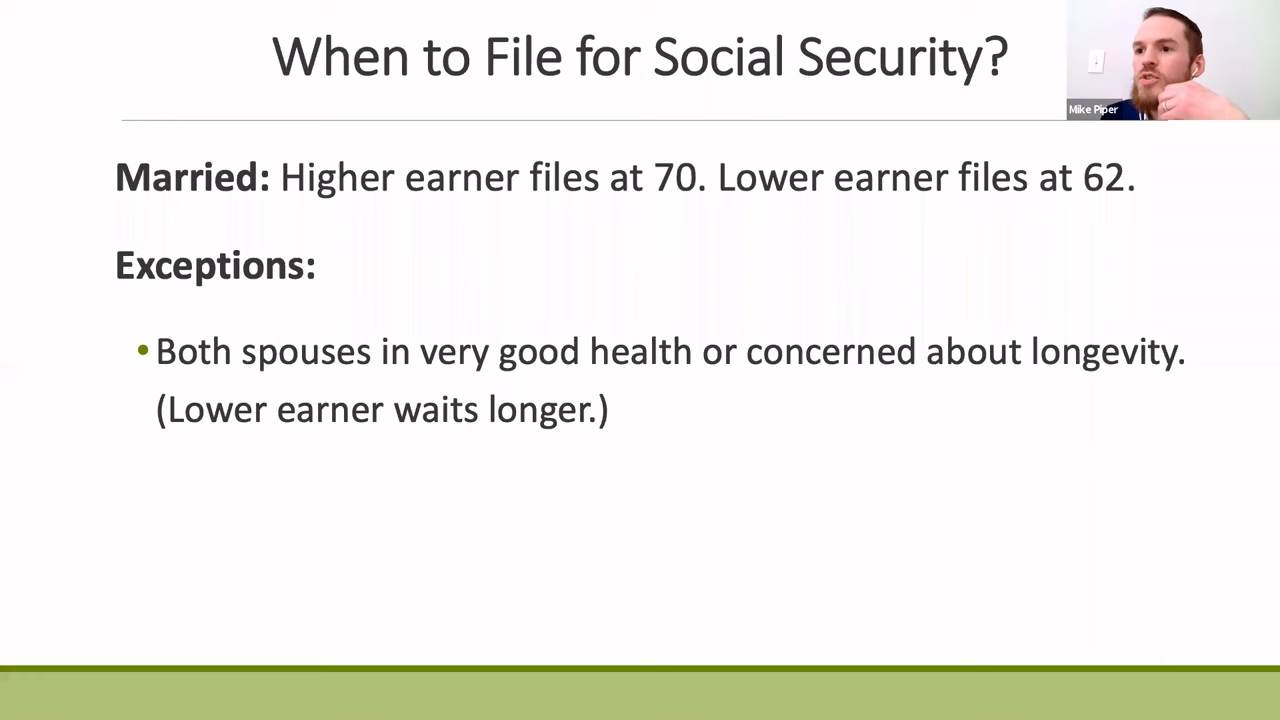 When to File for Social Security?
Mike Piper
Married: Higher earner files at 70. Lower earner files at 62.
Exceptions:
•Both spouses in very good health or concerned about longevity.
(Lower earner waits longer.)